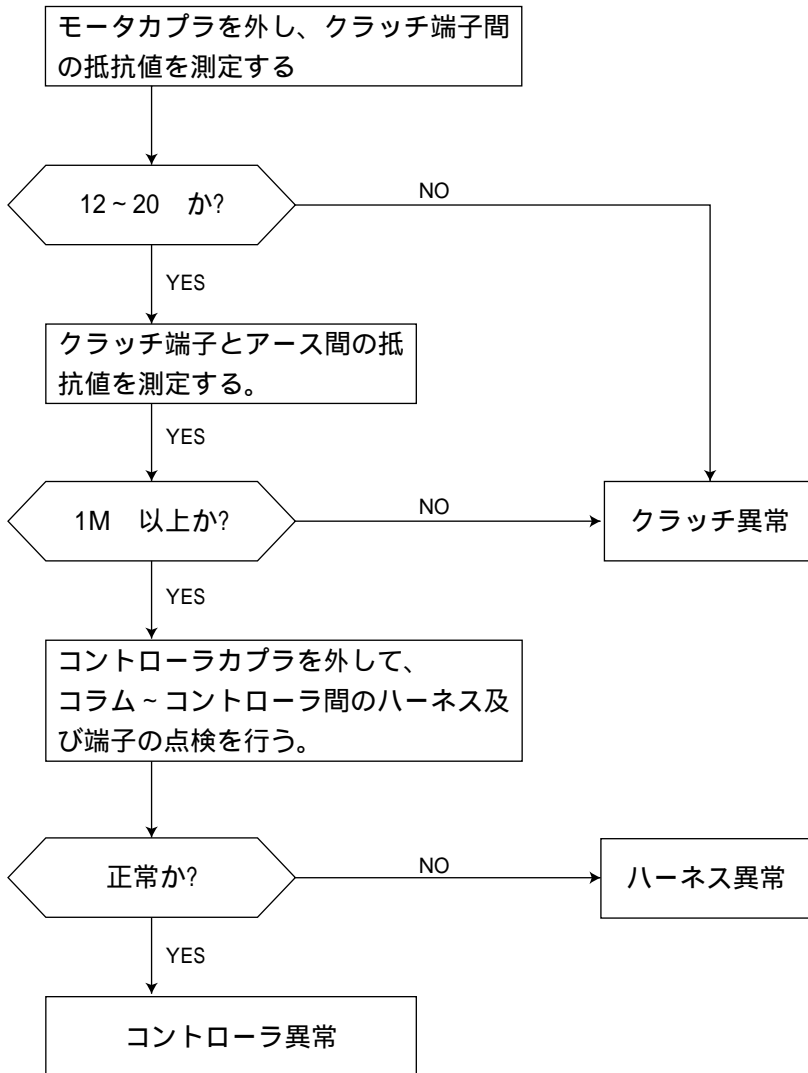 モータカプラを外し、クラッチ端子間
の抵抗値を測定する
12~20　か?
NO
YES
クラッチ端子とアース間の抵
抗値を測定する。
YES
1M　以上か?
NO
クラッチ異常
YES
コントローラカプラを外して、
コラム~コントローラ間のハーネス及
び端子の点検を行う。
正常か?
NO
ハーネス異常
YES
コントローラ異常